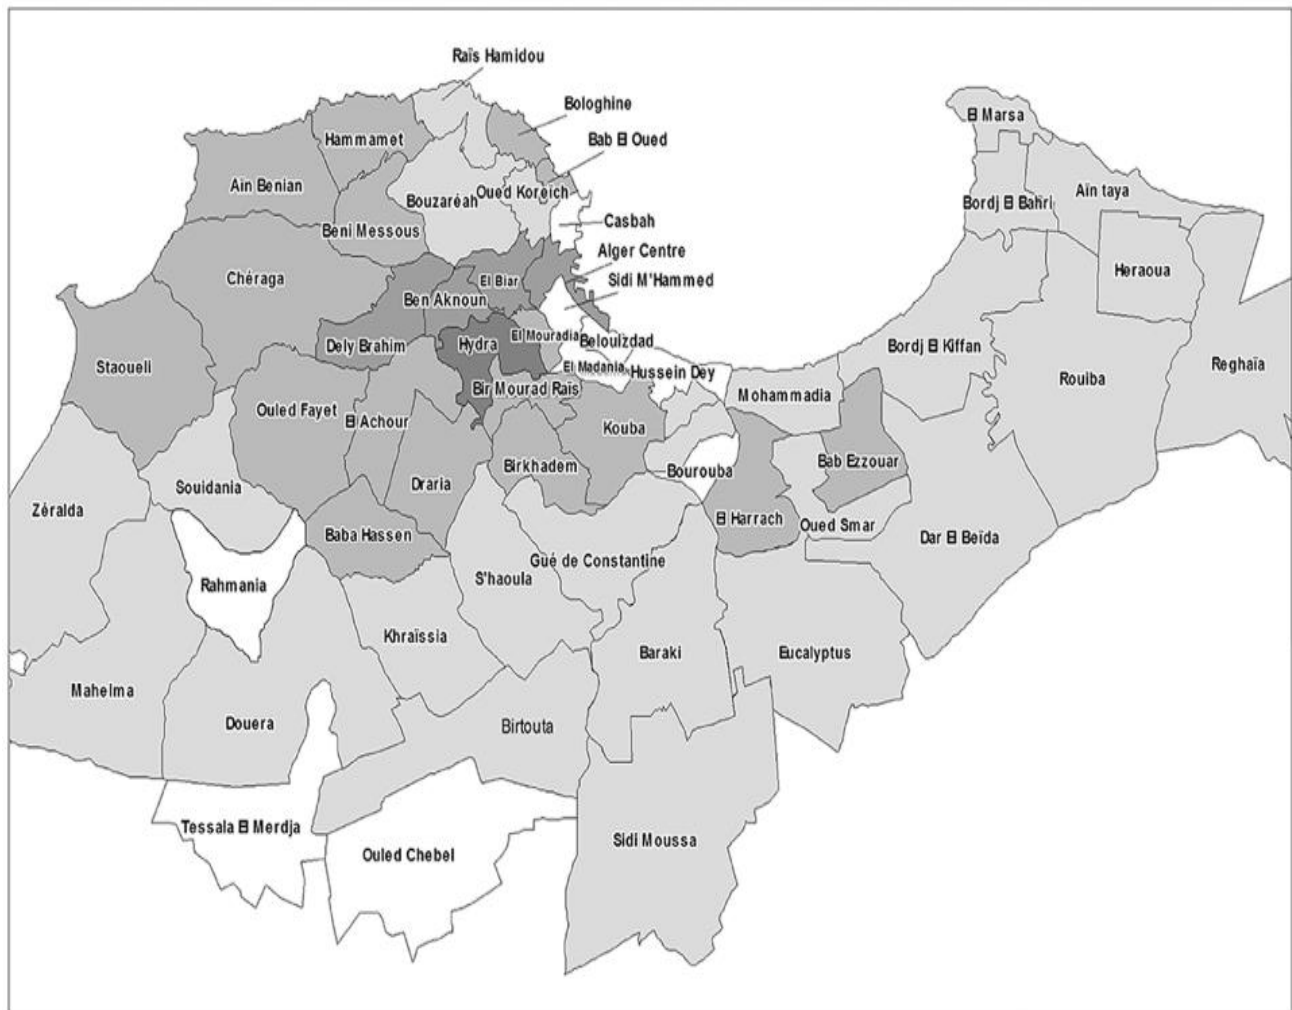 Raïs Hamidou
Bologhine
El Marsa
Hammamet
Bab El Oued
Aïn Benian
Bouzaréah
Oued Koreich
Aïn taya
Bordj El Bahri
Casbah
Beni Messous
Alger Centre
Heraoua
Chéraga
El Biar
Sidi M'Hammed
Ben Aknoun
El Mouradia
Belouizdad
Dely Brahim
Hydra
Bordj El Kiffan
Staoueli
El Madania
Hussein Dey
Reghaïa
Rouiba
Bir Mourad Raïs
Mohammadia
Ouled Fayet
El Achour
Kouba
Bab Ezzouar
Birkhadem
Bourouba
Souidania
Draria
Zéralda
El Harrach
Oued Smar
Baba Hassen
Dar El Beïda
Gué de Constantine
S'haoula
Rahmania
Khraïssia
Baraki
Eucalyptus
Mahelma
Douera
Birtouta
Tessala El Merdja
Sidi Moussa
Ouled Chebel